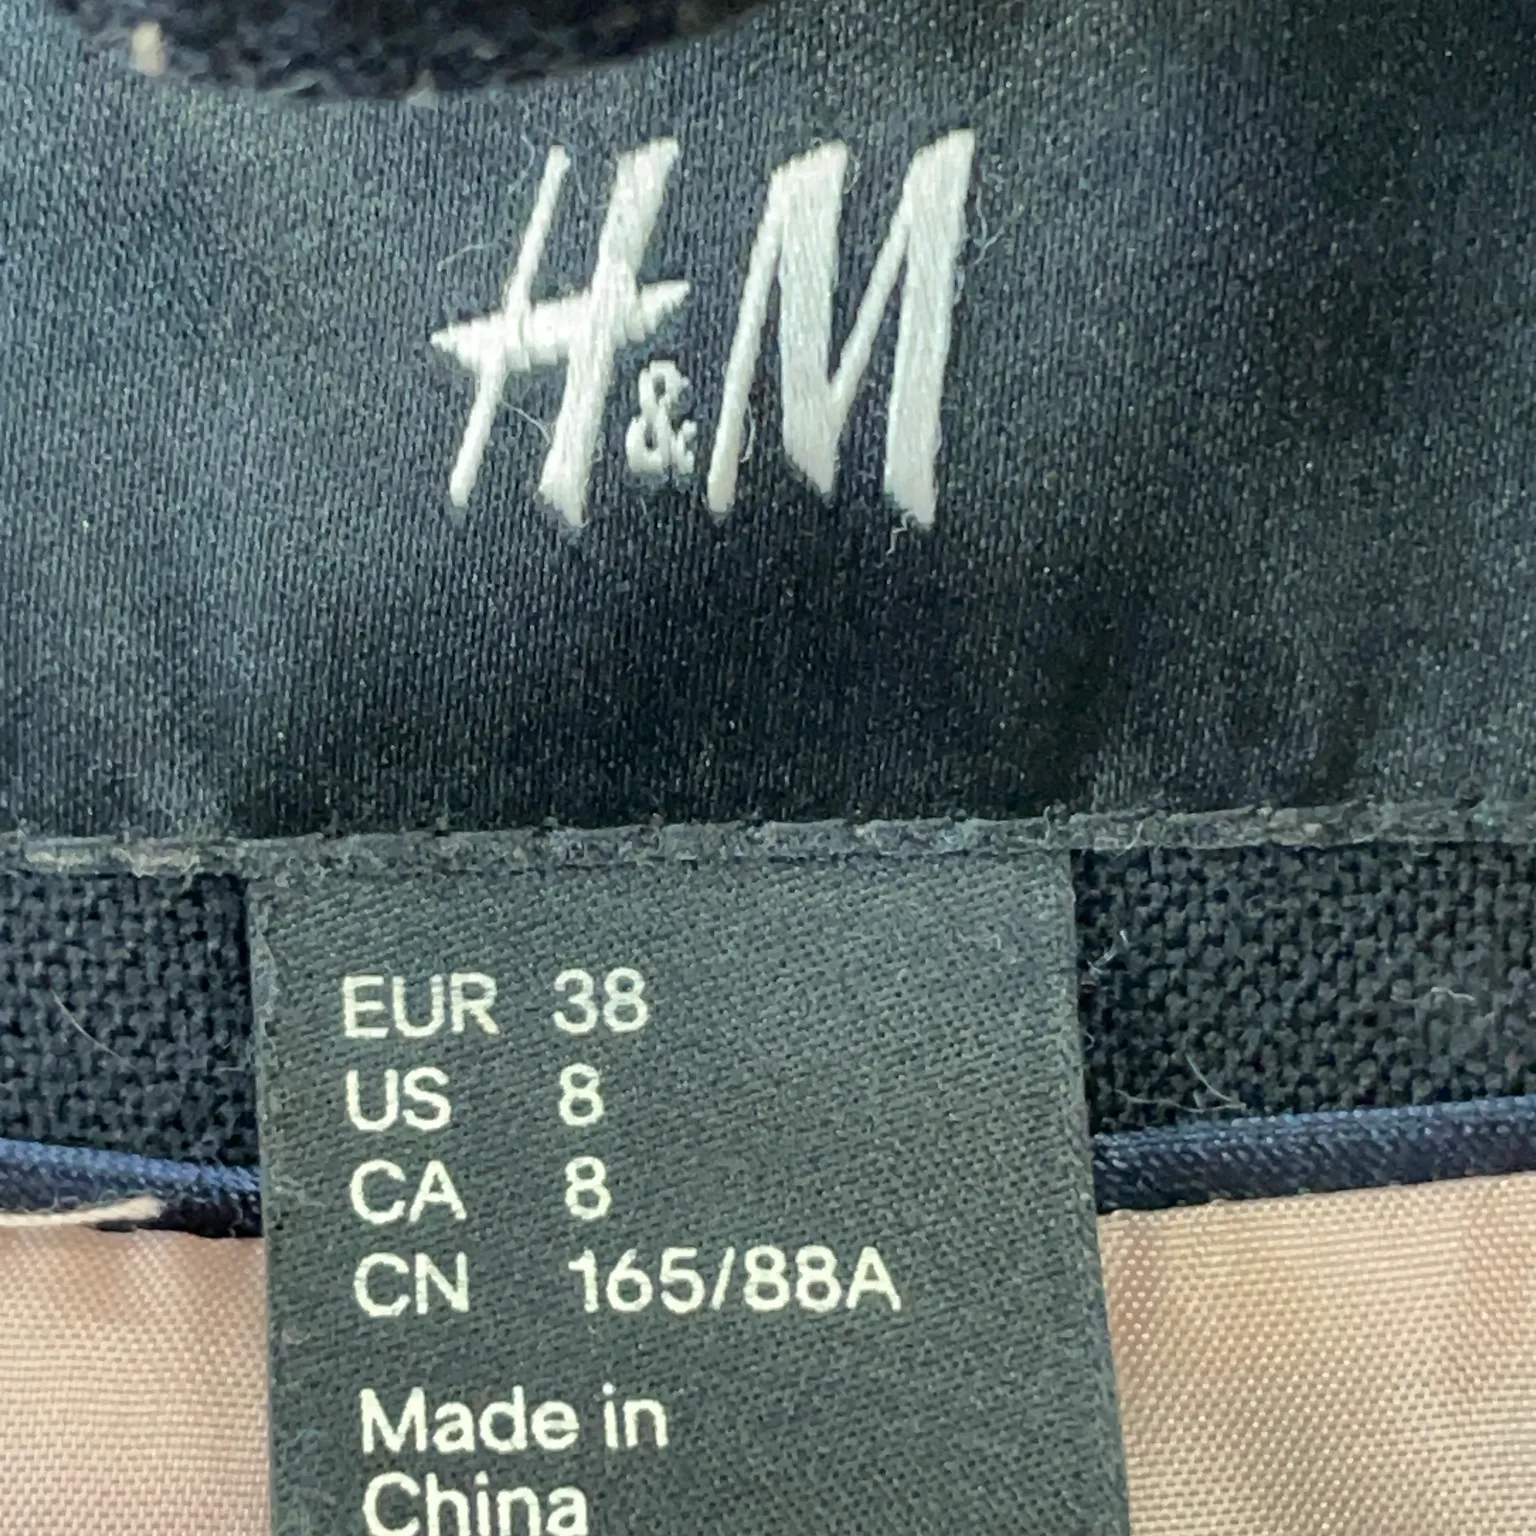 H&M
EUR 38
US 8
CA 8
CN 165/88A
Made in
China